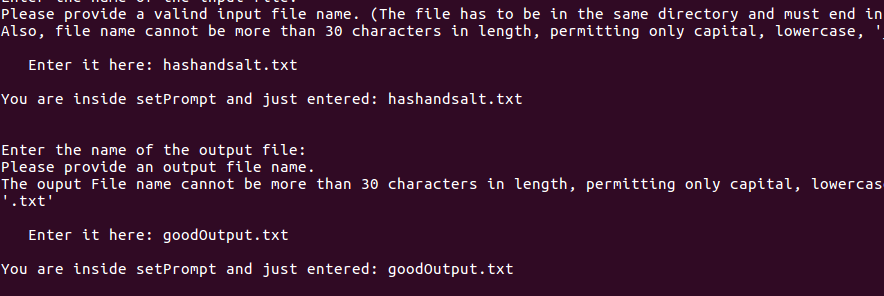 Please provide a valind input file name. (The file has to be in the same directory and must end in
Also, file name cannot be more than 30 characters in length, permitting only capital, lowercase, '_
Enter it here: hashandsalt.txt
You are inside setPrompt and just entered: hashandsalt.txt
Enter the name of the output file:
Please provide an output file name.
The ouput File name cannot be more than 30 characters in length, permitting only capital, lowercase
'.txt'
Enter it here: goodOutput.txt
You are inside setPrompt and just entered: goodOutput.txt